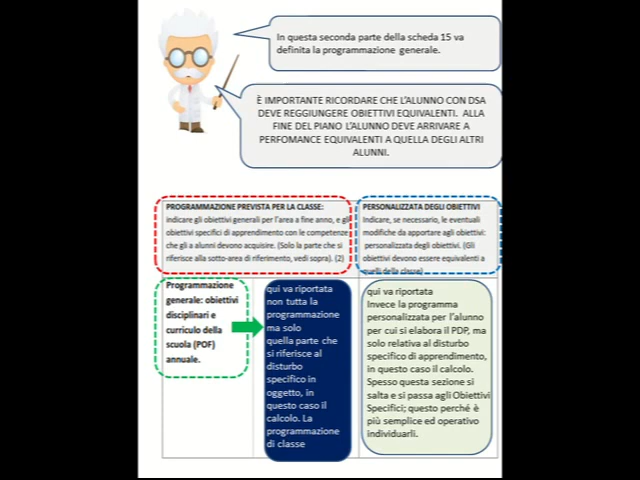 In questa seconda parte della scheda 15 va
definita la programmazione generale.
È IMPORTANTE RICORDARE CHE L'ALUNNO CON DSA
DEVE REGGIUNGERE OBIETTIVI EQUIVALENTI. ALLA
FINE DEL PIANO L'ALUNNO DEVE ARRIVARE A
PERFOMANCE EQUIVALENTI A QUELLA DEGLI ALTRI
ALUNNI.
PROGRAMMAZIONE PREVISTA PER LA CLASSE:
indicare gli obiettivi generali per l'area a fine anno, e gli
obiettivi specifici di apprendimento con le competenze
che gli a alunni devono acquisire. (Solo la parte che si
riferisce alla sotto-area di riferimento, vedi sopra). (2)
PERSONALIZZATA DEGLI OBIETTIVI
Indicare, se necessario, le eventuali
modifiche da apportare agli obiettivi:
personalizzata degli obiettivi. (Gli
obiettivi devono essere equivalenti a
quelli della classe)
Programmazione
generale: obiettivi
disciplinari e
curriculo della
scuola (POF)
annuale.
qui va riportata
non tutta la
programmazione
ma solo
quella parte che
si riferisce al
disturbo
specifico in
oggetto, in
questo caso il
calcolo. La
programmazione
di classe
qui va riportata
Invece la programma
personalizzata per l'alunno
per cui si elabora il PDP, ma
solo relativa al disturbo
specifico di apprendimento,
in questo caso il calcolo.
Spesso questa sezione si
salta e si passa agli Obiettivi
Specifici; questo perché è
più semplice ed operativo
individuarli.